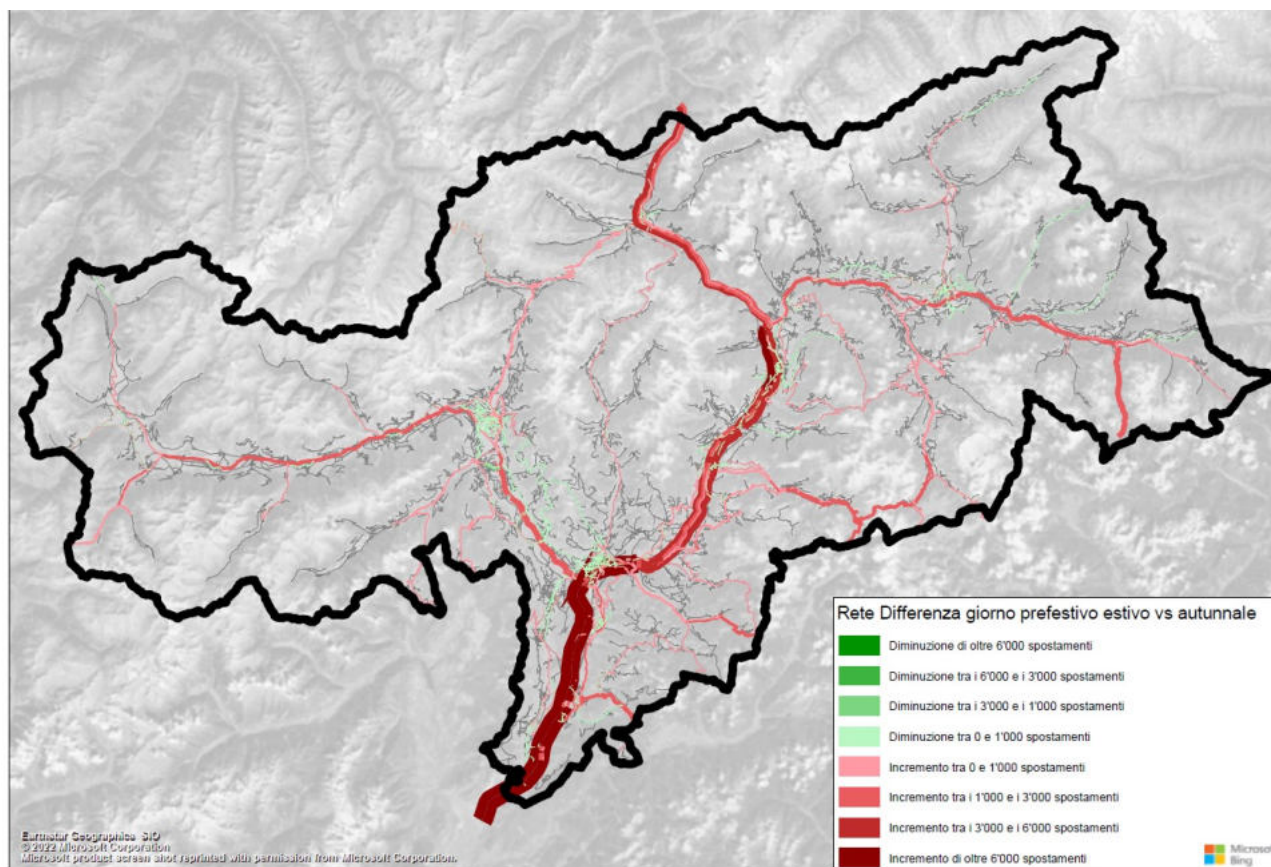 Rete Differenza giorno prefestivo estivo vs autunnale
Diminuzione di oltre 6'000 spostamenti
Diminuzione tra i 6'000 e i 3'000 spostamenti
Diminuzione tra i 3'000 e i 1'000 spostamenti
Diminuzione tra 0 e 1'000 spostamenti
Incremento tra 0 e 1'000 spostamenti
Incremento tra i 1'000 e i 3'000 spostamenti
Incremento tra i 3'000 e i 6'000 spostamenti
Incremento di oltre 6'000 spostamenti
Earthstar Geographics SIO
© 2022 Microsoft Corporation
Microsoft product screen shot reprinted with permission from Microsoft Corporation.
Microsoft
Bing